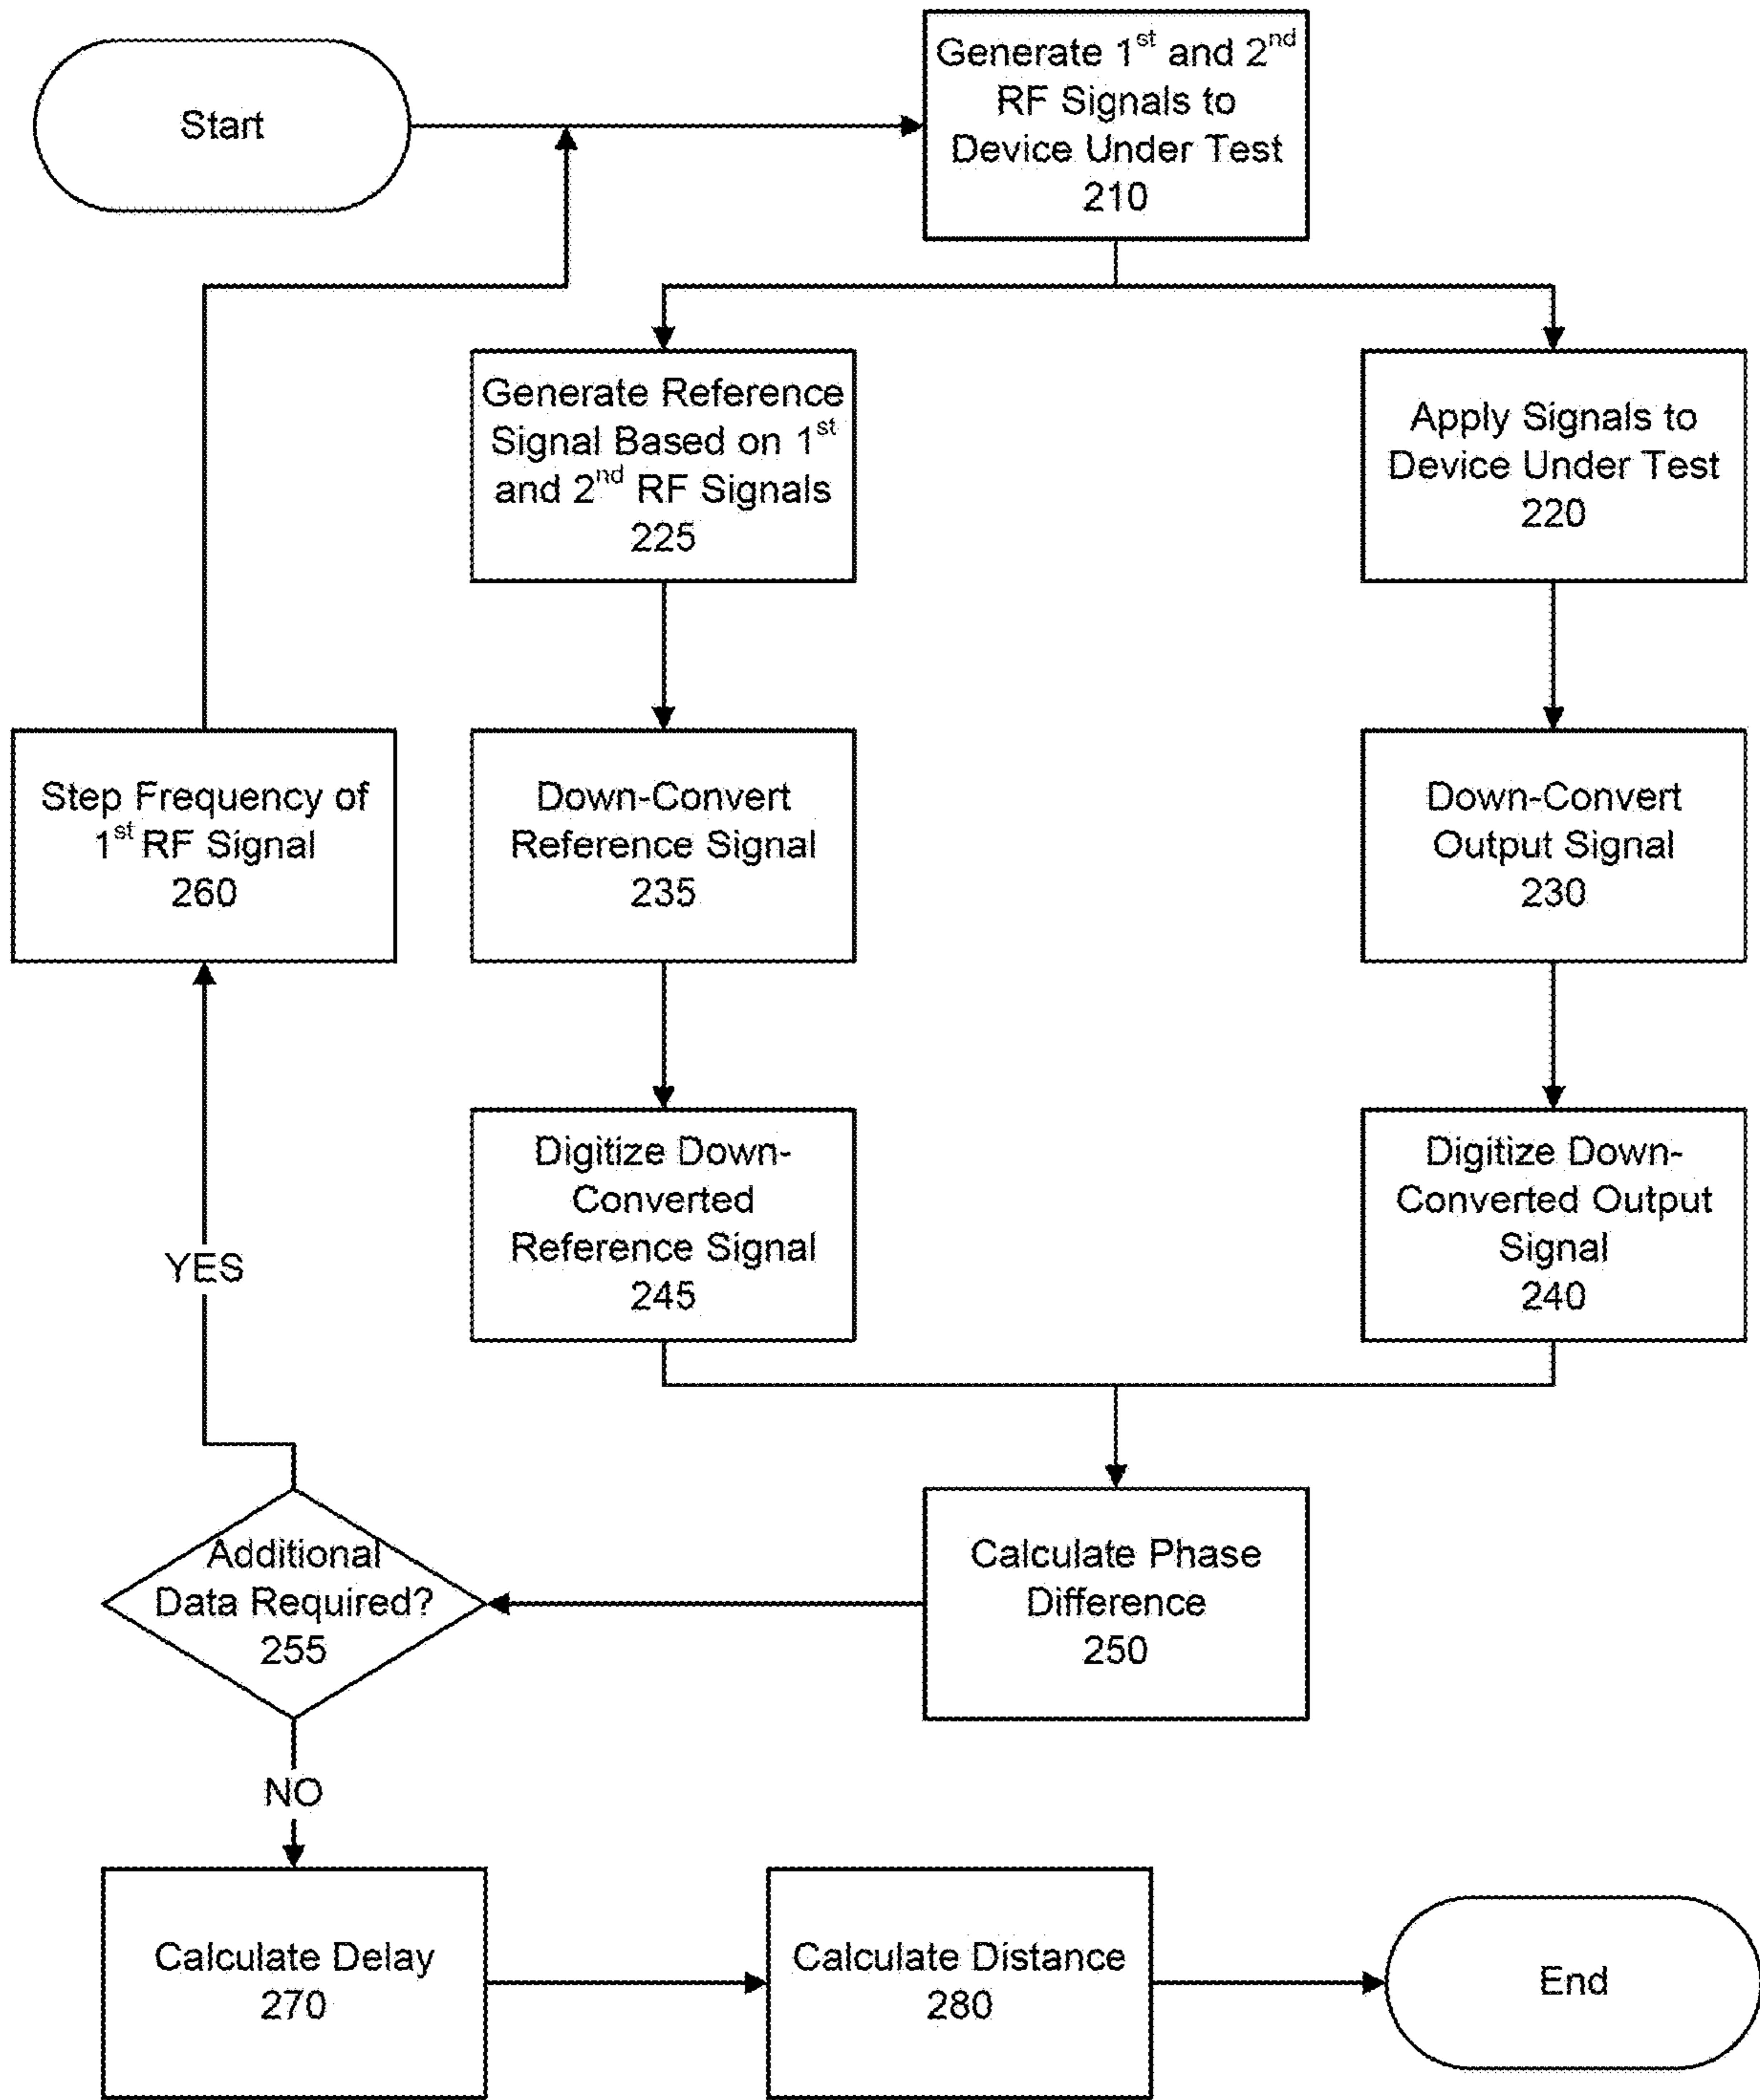 Start
Generate 1st and 2nd
RF Signals to
Device Under Test
210
Generate Reference
Signal Based on 1st
and 2nd RF Signals
225
Apply Signals to
Device Under Test
220
Step Frequency of
1st RF Signal
260
Down-Convert
Reference Signal
235
Down-Convert
Output Signal
230
Digitize Down-
Converted
Reference Signal
245
Digitize Down-
Converted Output
Signal
240
YES
Additional
Data Required?
255
Calculate Phase
Difference
250
NO
Calculate Delay
270
Calculate Distance
280
End